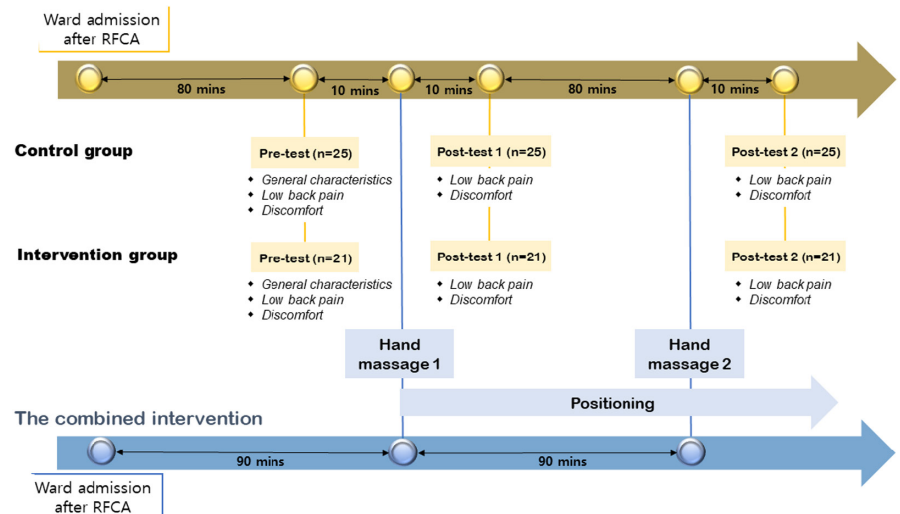 Ward admission
after RFCA
80 mins
10 mins
10 mins
80 mins
10 mins
Control group
Pre-test (n=25)
◆ General characteristics
◆ Low back pain
◆ Discomfort
Post-test 1 (n=25)
◆ Low back pain
◆ Discomfort
Post-test 2 (n=25)
◆ Low back pain
◆ Discomfort
Intervention group
Pre-test (n=21)
◆ General characteristics
◆ Low back pain
◆ Discomfort
Post-test 1 (n=21)
◆ Low back pain
◆ Discomfort
Post-test 2 (n=21)
◆ Low back pain
◆ Discomfort
Hand
massage 1
Hand
massage 2
Positioning
The combined intervention
90 mins
90 mins
Ward admission
after RFCA